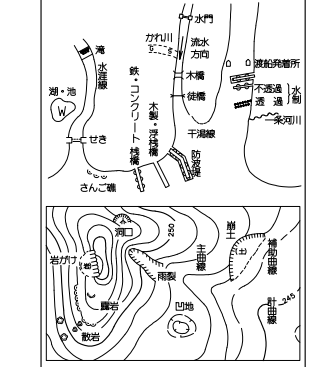 水門
かれ川
流水
方向
滝
水涯線
鉄・コンクリート桟橋
木製・浮桟橋
渡船発着所
湖・池
W
木橋
徒橋
不透過
透過
水制
一条河川
せき
干潟線
防波堤
さんご礁
洞口
250
主曲線
崩土
(土)
補助曲線
岩がけ
雨裂
計曲線
245
露岩
凹地
散岩